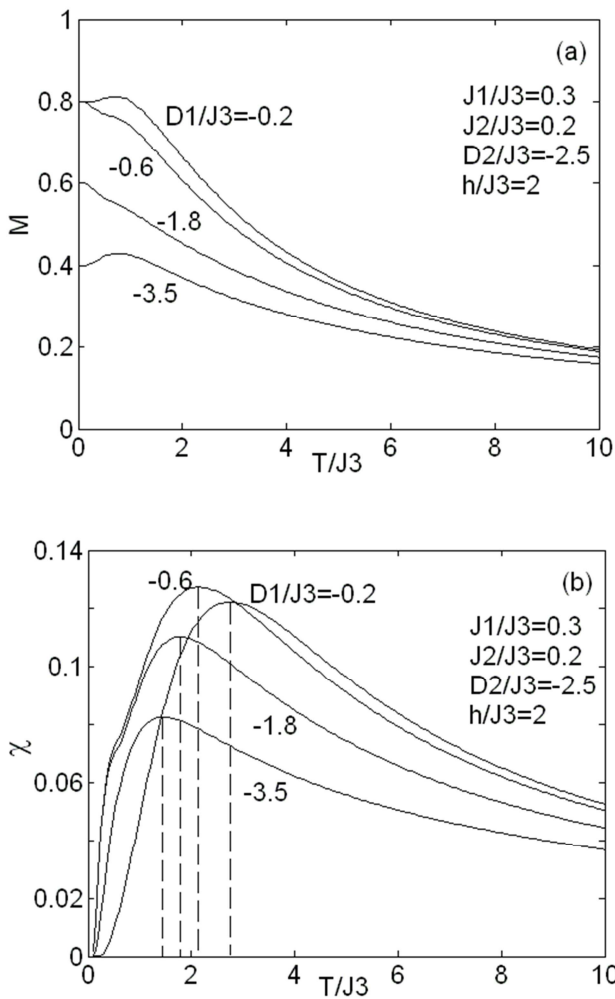 1
(a)
0.8
D1/J3=-0.2
J1/J3=0.3
J2/J3=0.2
-0.6
D2/J3=-2.5
h/J3=2
0.6
M
-1.8
0.4
-3.5
0.2
0
0 2 4 6 8 10
T/J3
0.14
(b)
-0.6
D1/J3=-0.2
J1/J3=0.3
J2/J3=0.2
0.1
D2/J3=-2.5
h/J3=2
-1.8
χ
-3.5
0.06
0.02
0
0 2 4 6 8 10
T/J3